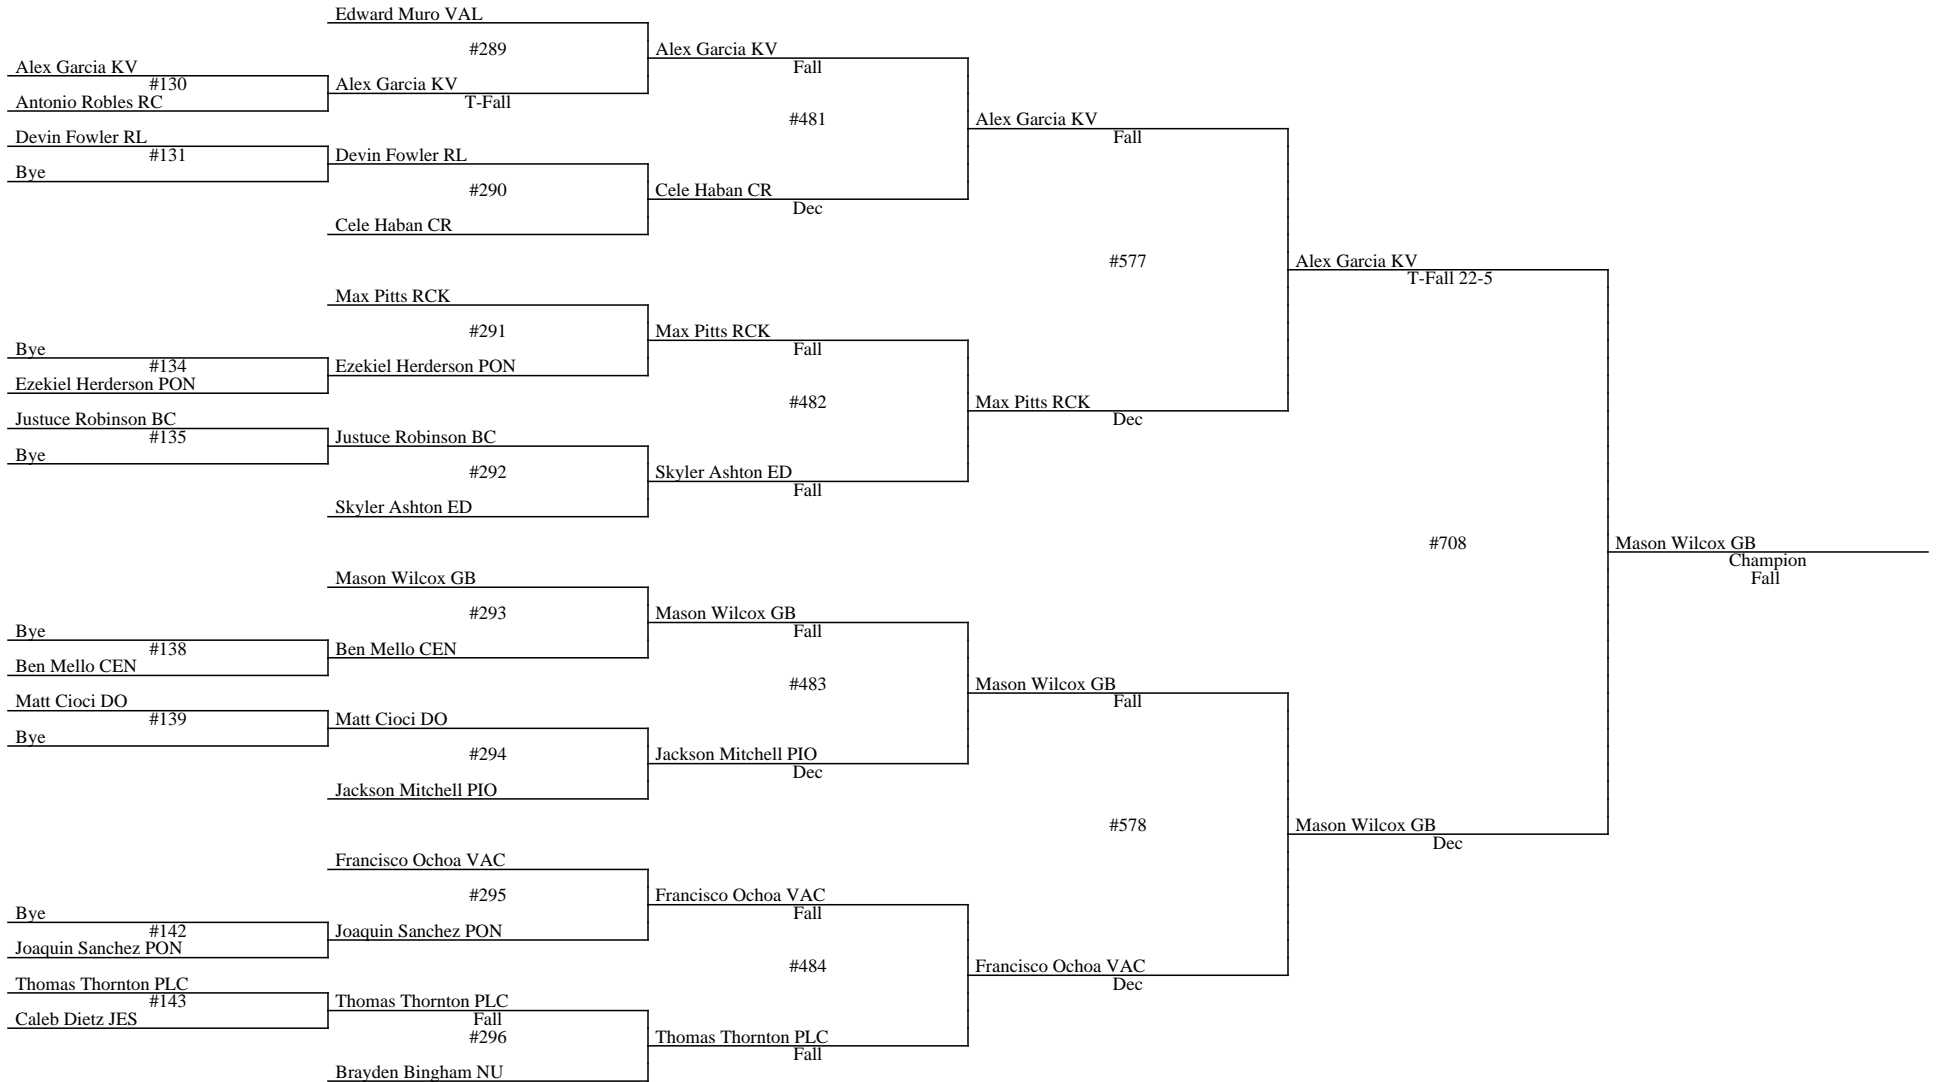 Edward Muro VAL
#289
Alex Garcia KV
Fall
Alex Garcia KV
#130
Alex Garcia KV
Antonio Robles RC
T-Fall
#481
Alex Garcia KV
Fall
Devin Fowler RL
#131
Devin Fowler RL
Bye
#290
Cele Haban CR
Dec
Cele Haban CR
#577
Alex Garcia KV
T-Fall 22-5
Max Pitts RCK
#291
Max Pitts RCK
Fall
Bye
#134
Ezekiel Herderson PON
Ezekiel Herderson PON
#482
Max Pitts RCK
Dec
Justuce Robinson BC
#135
Justuce Robinson BC
Bye
#292
Skyler Ashton ED
Fall
Skyler Ashton ED
#708
Mason Wilcox GB
Champion
Fall
Mason Wilcox GB
#293
Mason Wilcox GB
Fall
Bye
#138
Ben Mello CEN
Ben Mello CEN
#483
Mason Wilcox GB
Fall
Matt Cioci DO
#139
Matt Cioci DO
Bye
#294
Jackson Mitchell PIO
Dec
Jackson Mitchell PIO
#578
Mason Wilcox GB
Dec
Francisco Ochoa VAC
#295
Francisco Ochoa VAC
Fall
Bye
#142
Joaquin Sanchez PON
Joaquin Sanchez PON
#484
Francisco Ochoa VAC
Dec
Thomas Thornton PLC
#143
Thomas Thornton PLC
Caleb Dietz JES
Fall
#296
Thomas Thornton PLC
Fall
Brayden Bingham NU